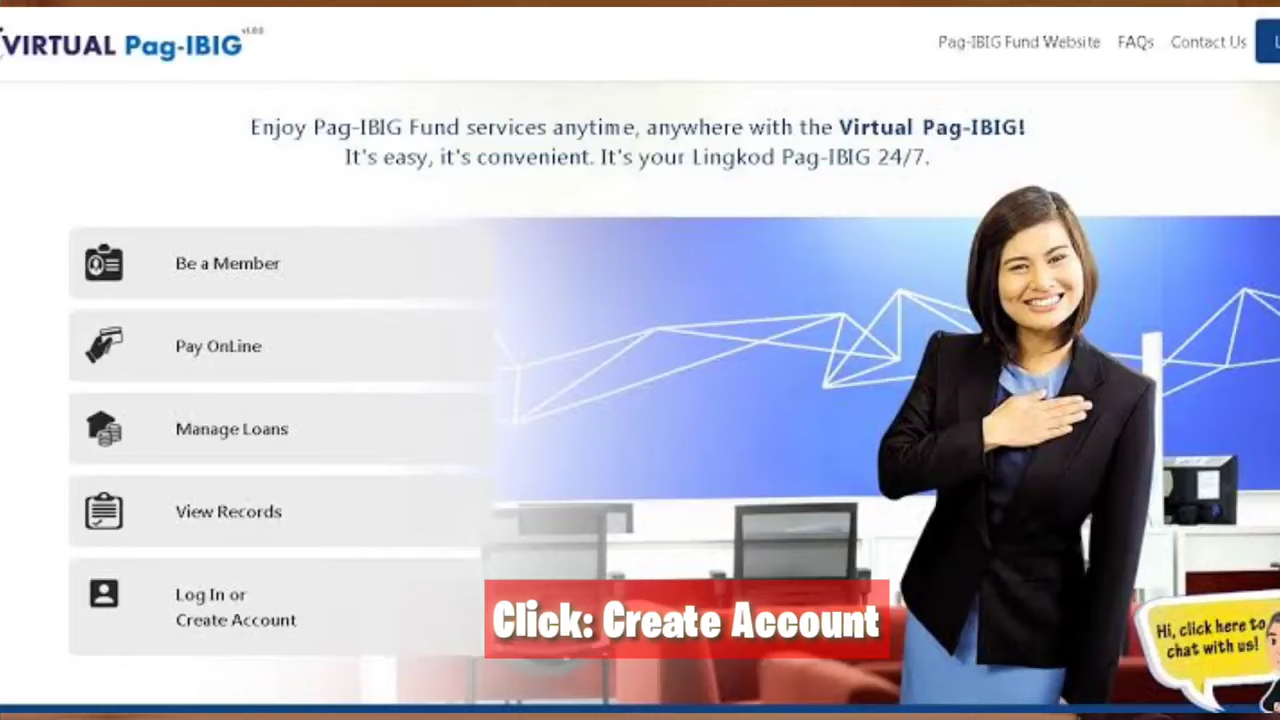 VIRTUAL Pag-IBIG
Pag-IBIG Fund Website FAQs Contact Us
Enjoy Pag-IBIG Fund services anytime, anywhere with the Virtual Pag-IBIG!
It's easy, it's convenient. It's your Lingkod Pag-IBIG 24/7.
Be a Member
Pay OnLine
Manage Loans
View Records
Log In or
Create Account
Click: Create Account
Hi, click here to
chat with us!